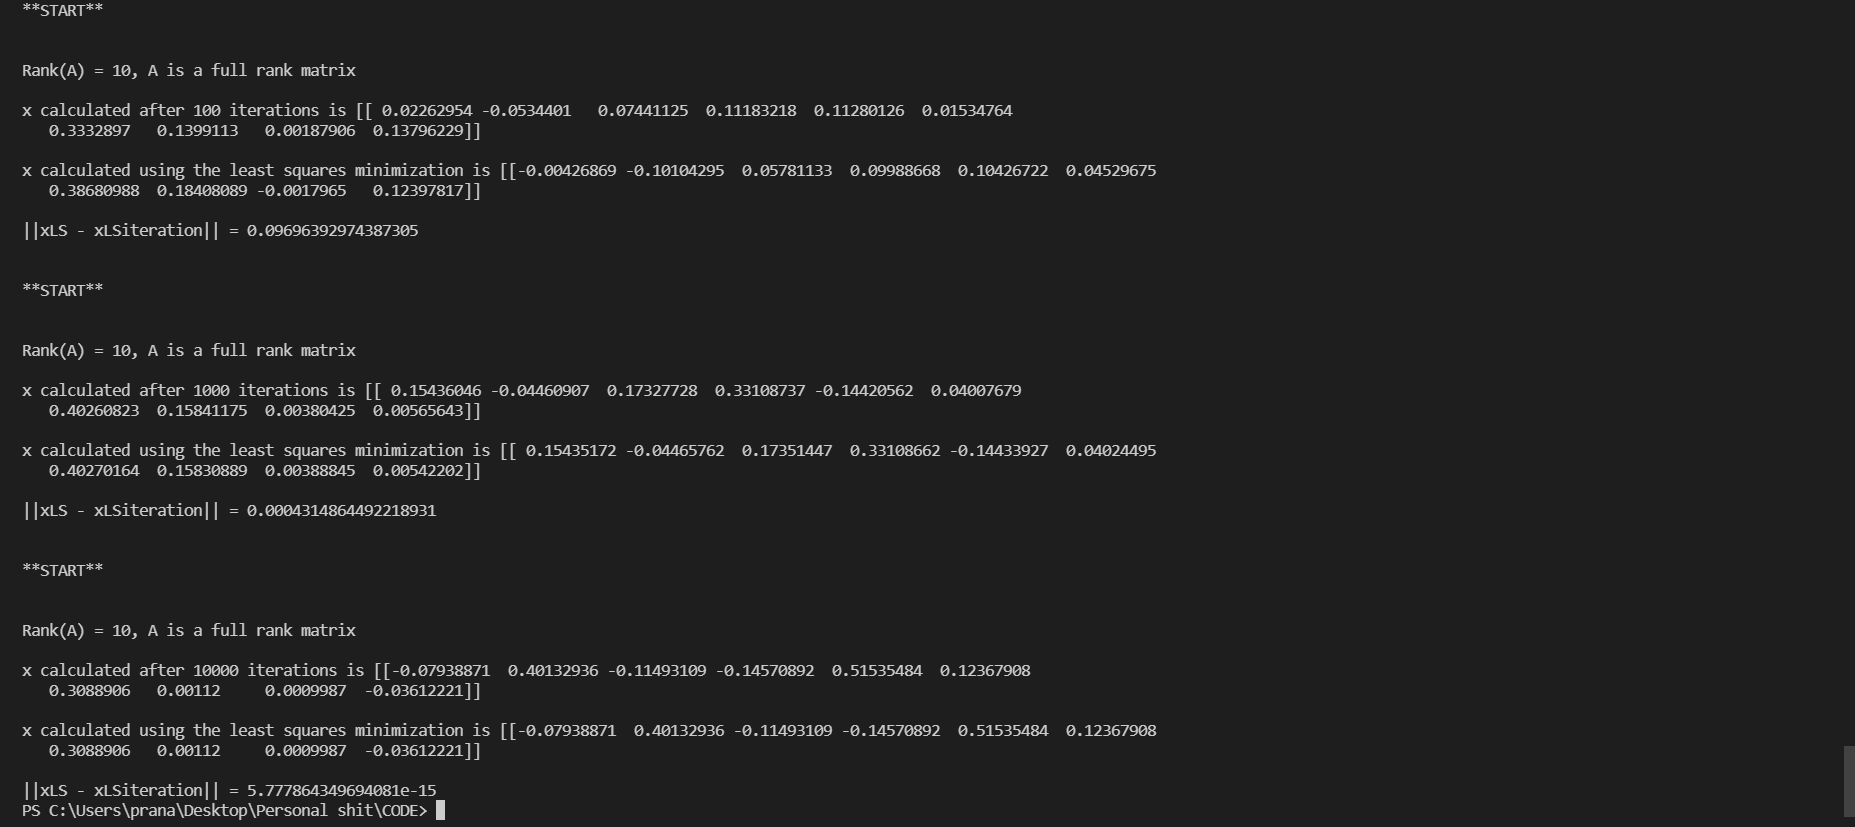 **START**
Rank(A) = 10, A is a full rank matrix
x calculated after 100 iterations is [[ 0.02262954 -0.0534401   0.07441125  0.11183218  0.11280126  0.01534764
   0.3332897   0.1399113   0.00187906  0.13796229]]
x calculated using the least squares minimization is [[-0.00426869 -0.10104295  0.05781133  0.09988668  0.10426722  0.04529675
   0.38680988  0.18408089 -0.0017965   0.12397817]]
||xLS - xLSiteration|| = 0.09696392974387305
**START**
Rank(A) = 10, A is a full rank matrix
x calculated after 1000 iterations is [[ 0.15436046 -0.04460907  0.17327728  0.33108737 -0.14420562  0.04007679
   0.40260823  0.15841175  0.00380425  0.00565643]]
x calculated using the least squares minimization is [[ 0.15435172 -0.04465762  0.17351447  0.33108662 -0.14433927  0.04024495
   0.40270164  0.15830889  0.00388845  0.00542202]]
||xLS - xLSiteration|| = 0.0004314864492218931
**START**
Rank(A) = 10, A is a full rank matrix
x calculated after 10000 iterations is [[-0.07938871  0.40132936 -0.11493109 -0.14570892  0.51535484  0.12367908
   0.3088906   0.00112     0.0009987  -0.03612221]]
x calculated using the least squares minimization is [[-0.07938871  0.40132936 -0.11493109 -0.14570892  0.51535484  0.12367908
   0.3088906   0.00112     0.0009987  -0.03612221]]
||xLS - xLSiteration|| = 5.777864349694081e-15
PS C:\Users\prana\Desktop\Personal shit\CODE>